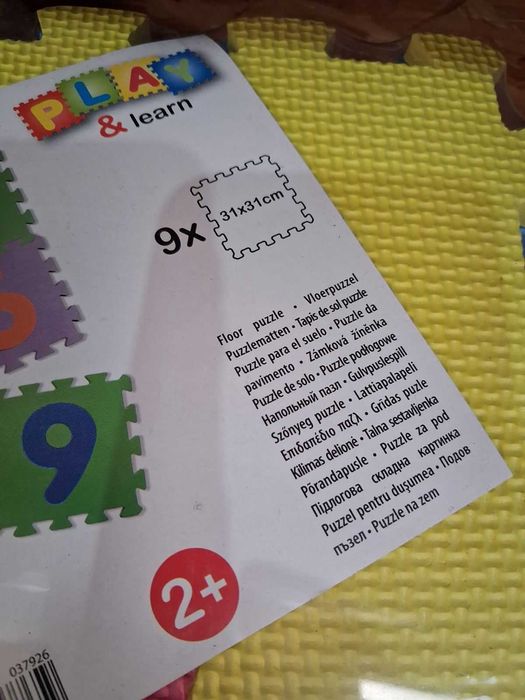 PLAY
& learn
9x
31x31cm
Floor puzzle • Vloerpuzzel
Puzzlematten • Tapis de sol puzzle
Puzzle para el suelo • Puzzle da
pavimento • Zámková žíněnka
Puzzle de solo • Puzzle podłogowe
Напольный пазл • Gulvpuslespill
Szőnyeg puzzle • Lattiapalapeli
Επιδαπέδιο παζλ • Grīdas puzle
Kilimas dėlionė • Talna sestavljenka
Põrandapusle • Puzzle za pod
Підлогова складна картинка
Puzzel pentru duşumea • Подов
пъзел • Puzzle na zem
9
2+
037926